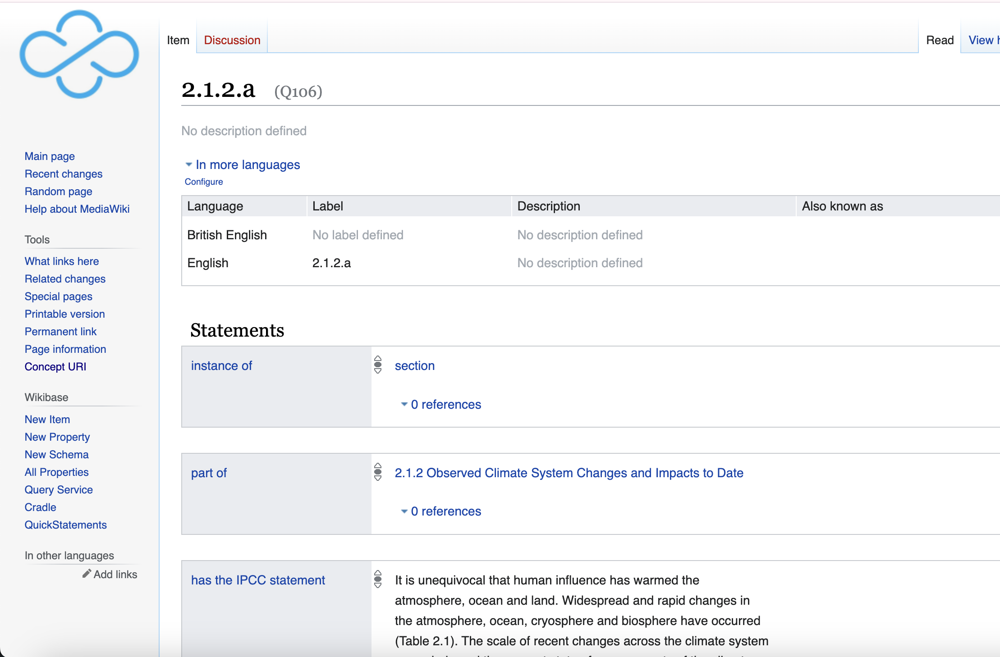 Item
Discussion
Read
View
2.1.2.a (Q106)
No description defined
In more languages
Configure
Language Label Description Also known as
British English No label defined No description defined
English 2.1.2.a No description defined
Statements
instance of
section
0 references
part of
2.1.2 Observed Climate System Changes and Impacts to Date
0 references
has the IPCC statement
It is unequivocal that human influence has warmed the
atmosphere, ocean and land. Widespread and rapid changes in
the atmosphere, ocean, cryosphere and biosphere have occurred
(Table 2.1). The scale of recent changes across the climate system
Main page
Recent changes
Random page
Help about MediaWiki
Tools
What links here
Related changes
Special pages
Printable version
Permanent link
Page information
Concept URI
Wikibase
New Item
New Property
New Schema
All Properties
Query Service
Cradle
QuickStatements
In other languages
Add links